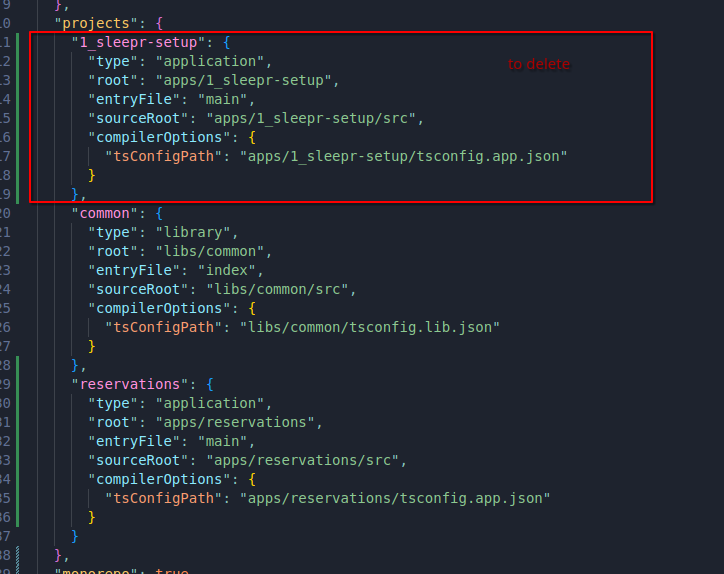 9 },
10 "projects": {
11 "1_sleepr-setup": {
12 "type": "application", to delete
13 "root": "apps/1_sleepr-setup",
14 "entryFile": "main",
15 "sourceRoot": "apps/1_sleepr-setup/src",
16 "compilerOptions": {
17 "tsConfigPath": "apps/1_sleepr-setup/tsconfig.app.json"
18 }
19 },
20 "common": {
21 "type": "library",
22 "root": "libs/common",
23 "entryFile": "index",
24 "sourceRoot": "libs/common/src",
25 "compilerOptions": {
26 "tsConfigPath": "libs/common/tsconfig.lib.json"
27 }
28 },
29 "reservations": {
30 "type": "application",
31 "root": "apps/reservations",
32 "entryFile": "main",
33 "sourceRoot": "apps/reservations/src",
34 "compilerOptions": {
35 "tsConfigPath": "apps/reservations/tsconfig.app.json"
36 }
37 }
38 },
39 "monorepo": true